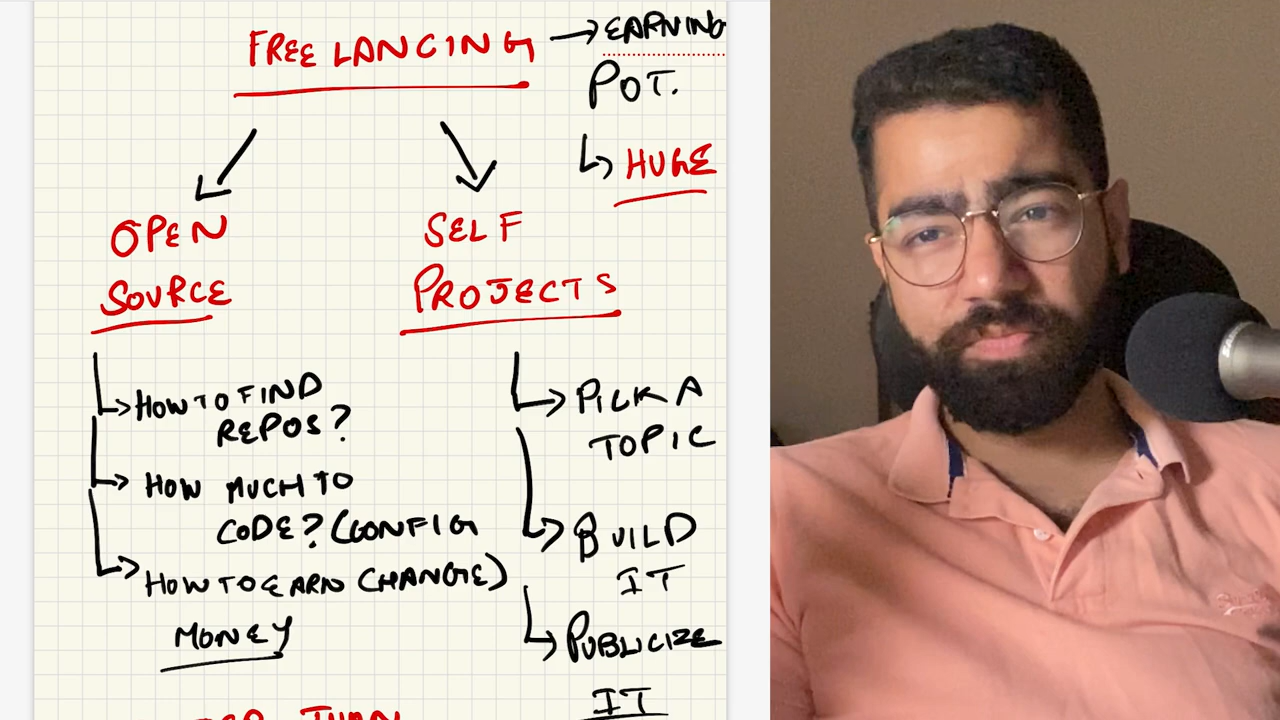 FREELANCING → EARNING
POT.
↳ HUGE
OPEN
SOURCE
↳ HOW TO FIND
REPOS?
↳ HOW MUCH TO
CODE? (CONFIG
CHANGE)
↳ HOW TO EARN
MONEY
SELF
PROJECTS
↳ PICK A
TOPIC
↳ BUILD
IT
↳ PUBLICIZE
IT
THAN